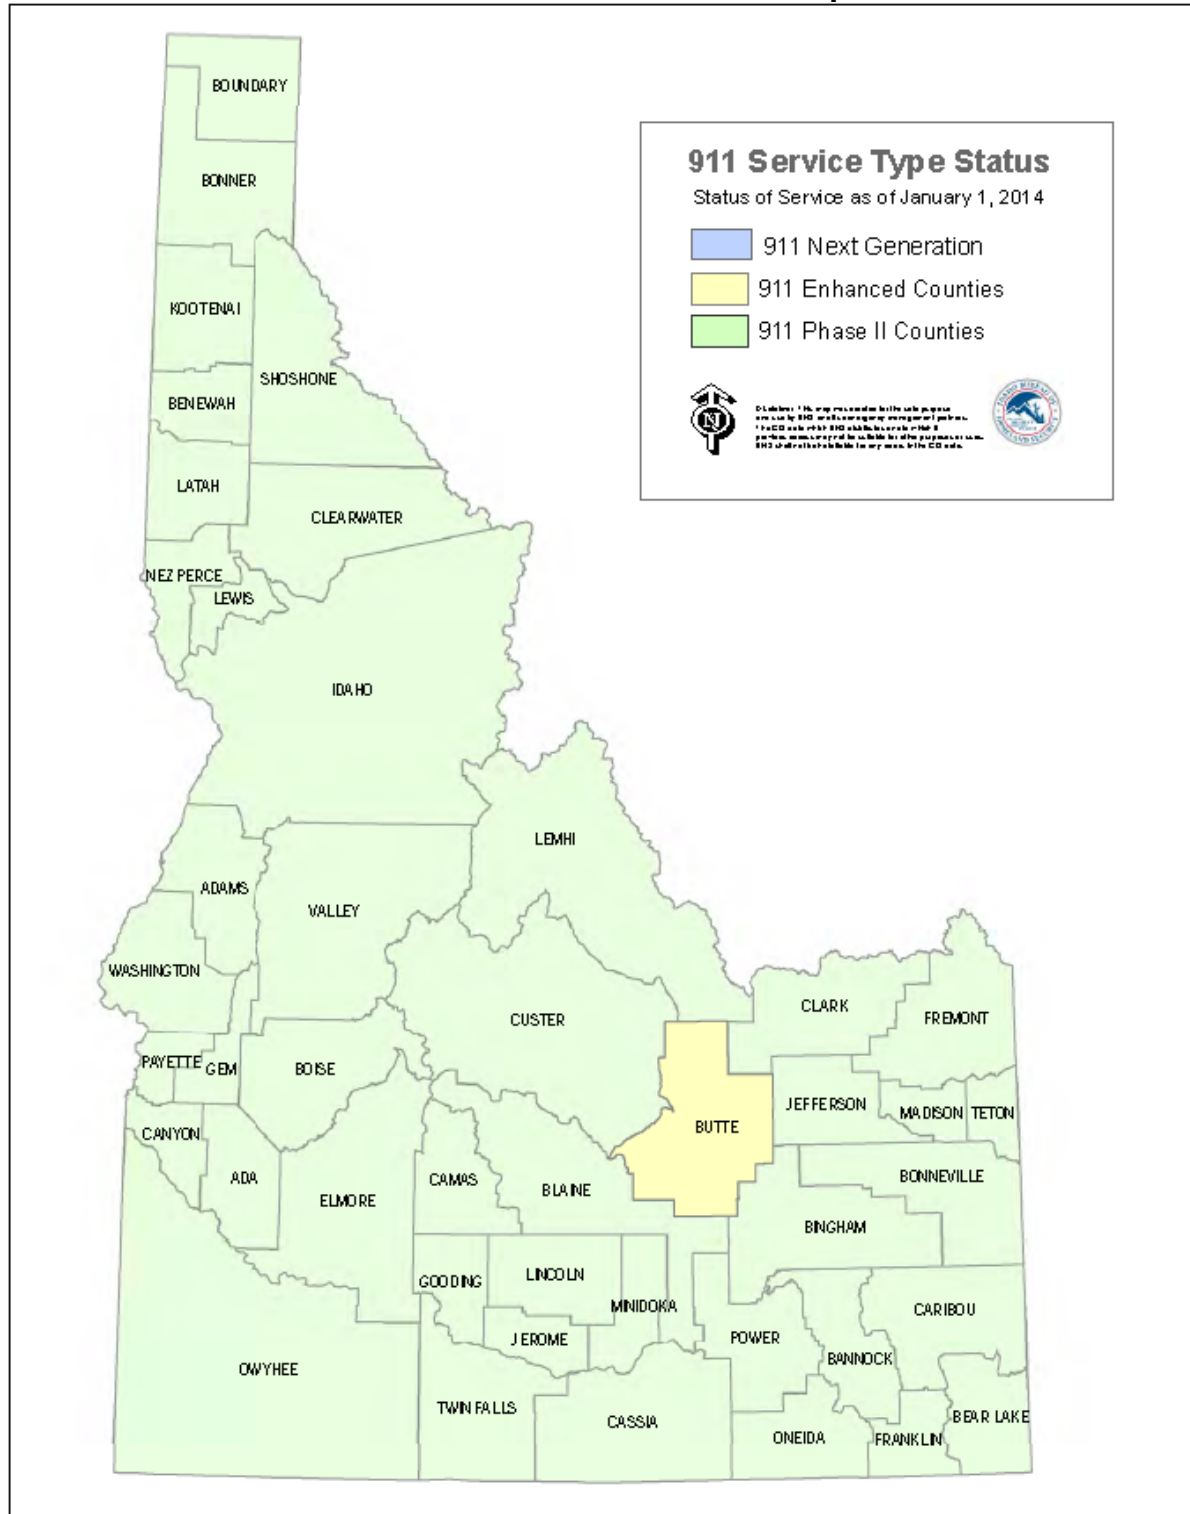 BOUNDARY
BONNER
911 Service Type Status
Status of Service as of January 1, 2014
911 Next Generation
911 Enhanced Counties
911 Phase II Counties
N
KOOTENAI
SHOSHONE
BENEWAH
LATAH
CLEARWATER
NEZ PERCE
LEWIS
IDAHO
LEMHI
ADAMS
VALLEY
WASHINGTON
CUSTER
CLARK
FREMONT
PAYETTE
GEM
BOISE
BUTTE
JEFFERSON
MADISON
TETON
CANYON
ADA
ELMORE
CAMAS
BLAINE
BONNEVILLE
BINGHAM
GOODING
LINCOLN
MINIDOKA
JEROME
POWER
CARIBOU
BANNOCK
OWYHEE
TWIN FALLS
CASSIA
ONEIDA
FRANKLIN
BEAR LAKE